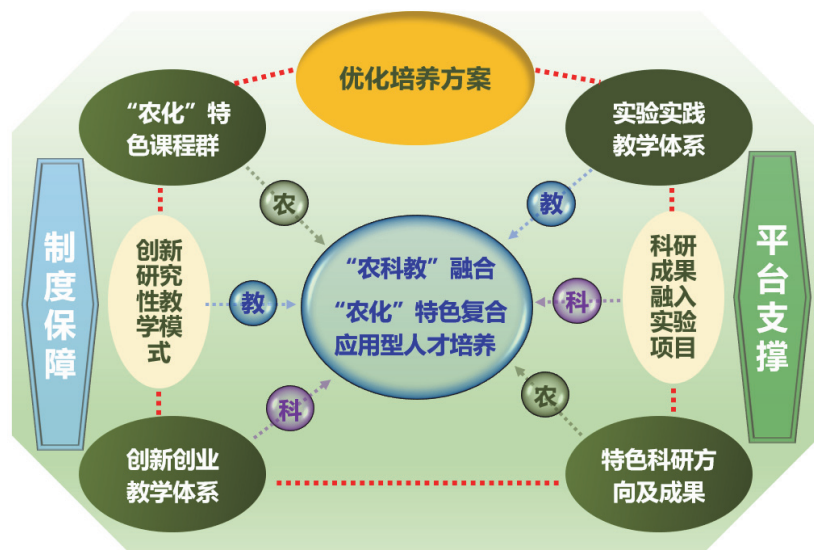 优化培养方案
“农化”特
色课程群
实验实践
教学体系
农
教
制度保障
创新
研究
性教
学模
式
教
“农科教”融合
“农化”特色复合
应用型人才培养
科
科研
成果
融入
实验
项目
平台支撑
科
农
创新创业
教学体系
特色科研方
向及成果